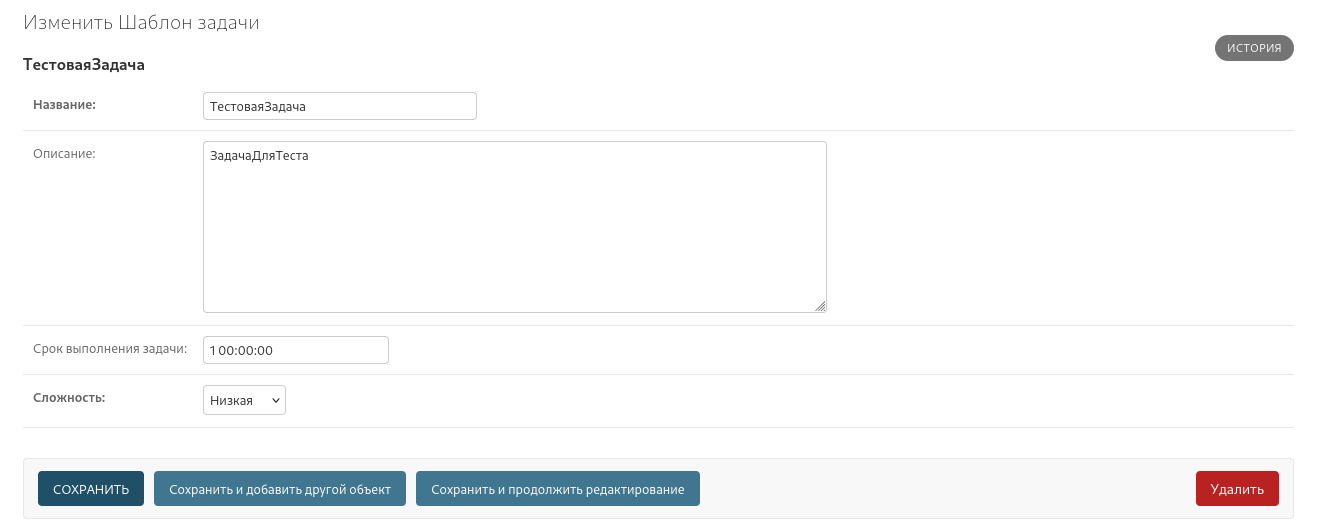 Изменить Шаблон задачи
ИСТОРИЯ
ТестоваяЗадача
Название: ТестоваяЗадача
Описание: ЗадачаДляТеста
Срок выполнения задачи: 1 00:00:00
Сложность: Низкая
СОХРАНИТЬ Сохранить и добавить другой объект Сохранить и продолжить редактирование Удалить